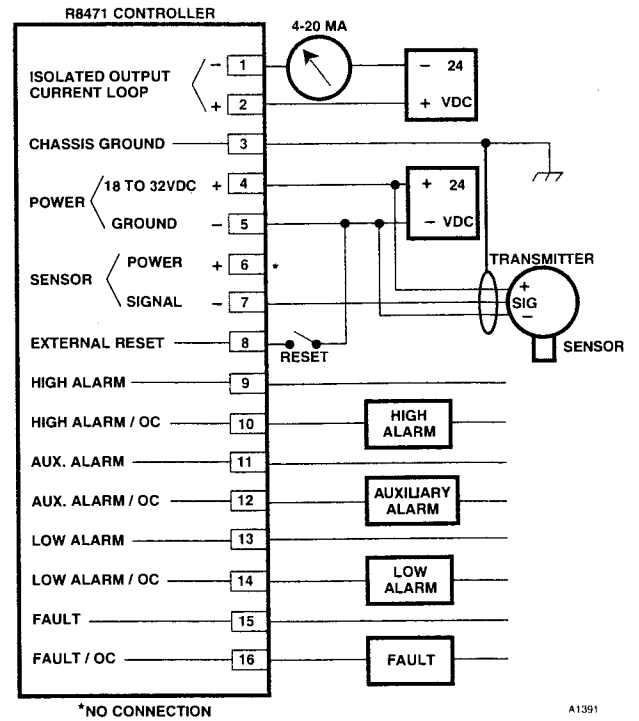 R8471 CONTROLLER
4-20 MA
ISOLATED OUTPUT
CURRENT LOOP
− 1
+ 2
− 24
+ VDC
CHASSIS GROUND 3
POWER
18 TO 32VDC + 4
GROUND − 5
+ 24
− VDC
SENSOR
POWER + 6 *
SIGNAL − 7
TRANSMITTER
+
SIG
−
SENSOR
EXTERNAL RESET 8
RESET
HIGH ALARM 9
HIGH ALARM / OC 10
HIGH
ALARM
AUX. ALARM 11
AUX. ALARM / OC 12
AUXILIARY
ALARM
LOW ALARM 13
LOW ALARM / OC 14
LOW
ALARM
FAULT 15
FAULT / OC 16
FAULT
*NO CONNECTION
A1391